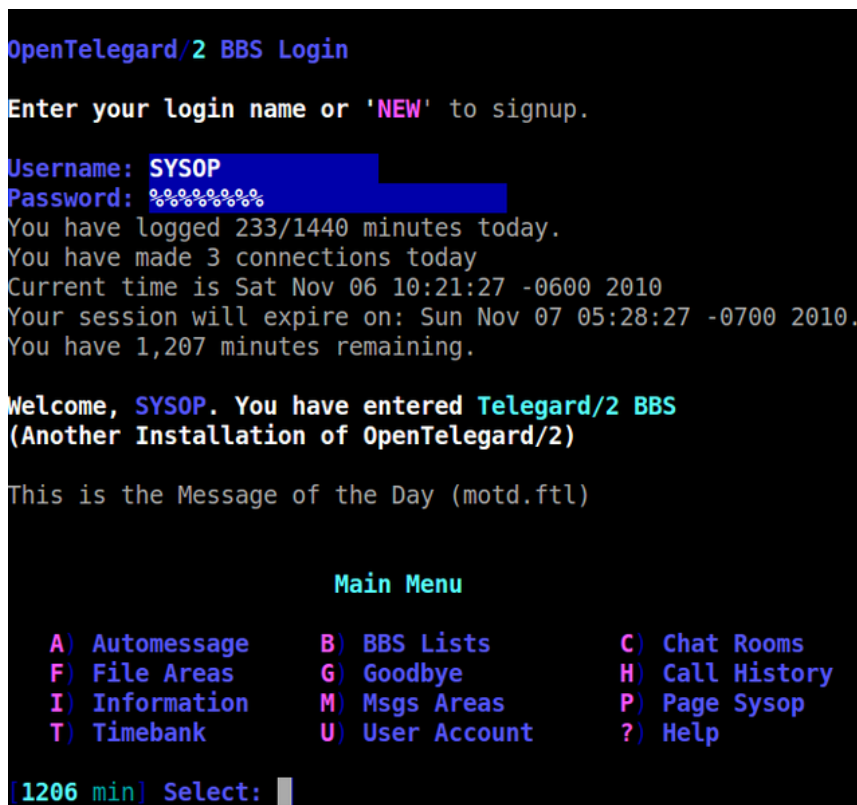 OpenTelegard/2 BBS Login
Enter your login name or 'NEW' to signup.
Username: SYSOP
Password: %%%%%%%%
You have logged 233/1440 minutes today.
You have made 3 connections today
Current time is Sat Nov 06 10:21:27 -0600 2010
Your session will expire on: Sun Nov 07 05:28:27 -0700 2010.
You have 1,207 minutes remaining.
Welcome, SYSOP. You have entered Telegard/2 BBS
(Another Installation of OpenTelegard/2)
This is the Message of the Day (motd.ftl)
Main Menu
A) Automessage B) BBS Lists C) Chat Rooms
F) File Areas G) Goodbye H) Call History
I) Information M) Msgs Areas P) Page Sysop
T) Timebank U) User Account ?) Help
[1206 min] Select: